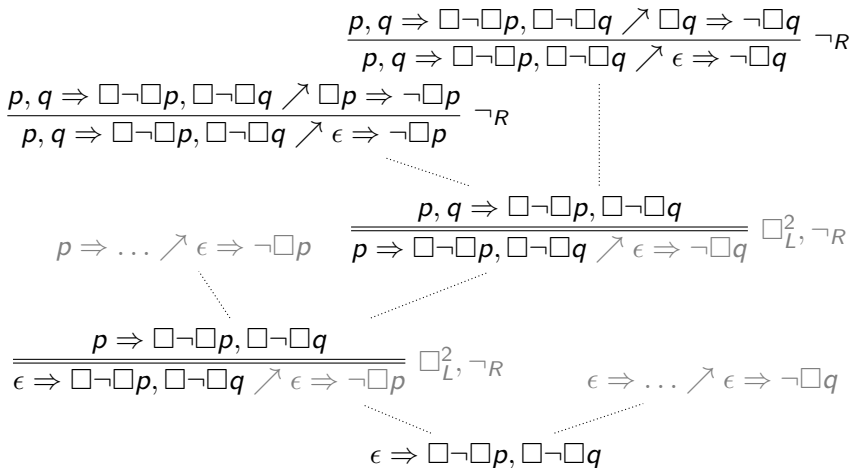 p, q ⇒ □¬□p, □¬□q ↗ □q ⇒ ¬□q
p, q ⇒ □¬□p, □¬□q ↗ ϵ ⇒ ¬□q ¬R
p, q ⇒ □¬□p, □¬□q ↗ □p ⇒ ¬□p
p, q ⇒ □¬□p, □¬□q ↗ ϵ ⇒ ¬□p ¬R
p, q ⇒ □¬□p, □¬□q
p ⇒ … ↗ ϵ ⇒ ¬□p
p ⇒ □¬□p, □¬□q ↗ ϵ ⇒ ¬□q □²L, ¬R
p ⇒ □¬□p, □¬□q
ϵ ⇒ □¬□p, □¬□q ↗ ϵ ⇒ ¬□p □²L, ¬R
ϵ ⇒ … ↗ ϵ ⇒ ¬□q
ϵ ⇒ □¬□p, □¬□q